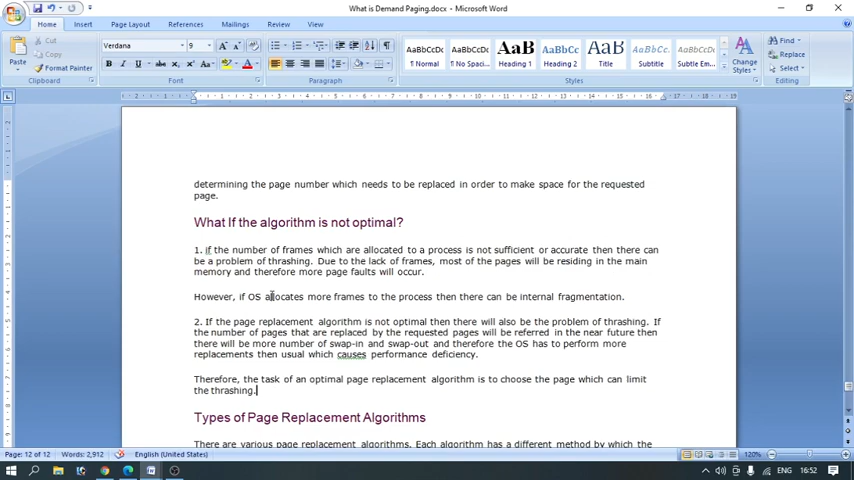 What is Demand Paging.docx - Microsoft Word
Home Insert Page Layout References Mailings Review View
Paste
Cut
Copy
Format Painter
Clipboard
Verdana 9
Font
Paragraph
AaBbCcDc AaBbCcDc AaBb AaBbCc AaBb AaBbCc AaBbCcDc
¶ Normal ¶ No Spaci... Heading 1 Heading 2 Title Subtitle Subtle Em...
Styles
Change
Styles
Find
Replace
Select
Editing
determining the page number which needs to be replaced in order to make space for the requested
page.
What If the algorithm is not optimal?
1. if the number of frames which are allocated to a process is not sufficient or accurate then there can
be a problem of thrashing. Due to the lack of frames, most of the pages will be residing in the main
memory and therefore more page faults will occur.
However, if OS allocates more frames to the process then there can be internal fragmentation.
2. If the page replacement algorithm is not optimal then there will also be the problem of thrashing. If
the number of pages that are replaced by the requested pages will be referred in the near future then
there will be more number of swap-in and swap-out and therefore the OS has to perform more
replacements then usual which causes performance deficiency.
Therefore, the task of an optimal page replacement algorithm is to choose the page which can limit
the thrashing.
Types of Page Replacement Algorithms
There are various page replacement algorithms. Each algorithm has a different method by which the
Page: 12 of 12 Words: 2,912 English (United States) 120%
ENG 16:52